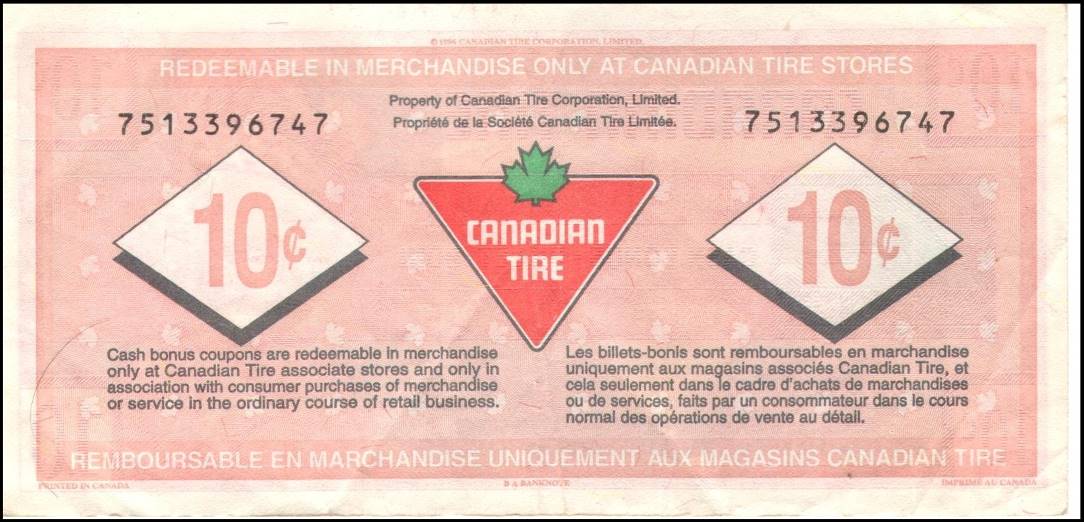 © 1996 CANADIAN TIRE CORPORATION, LIMITED.
REDEEMABLE IN MERCHANDISE ONLY AT CANADIAN TIRE STORES
Property of Canadian Tire Corporation, Limited.
Propriété de la Société Canadian Tire Limitée.
7513396747
7513396747
10¢
CANADIAN
TIRE
10¢
Cash bonus coupons are redeemable in merchandise
only at Canadian Tire associate stores and only in
association with consumer purchases of merchandise
or service in the ordinary course of retail business.
Les billets-bonis sont remboursables en marchandise
uniquement aux magasins associés Canadian Tire, et
cela seulement dans le cadre d'achats de marchandises
ou de services, faits par un consommateur dans le cours
normal des opérations de vente au détail.
REMBOURSABLE EN MARCHANDISE UNIQUEMENT AUX MAGASINS CANADIAN TIRE
PRINTED IN CANADA
B A BANKNOTE
IMPRIMÉ AU CANADA